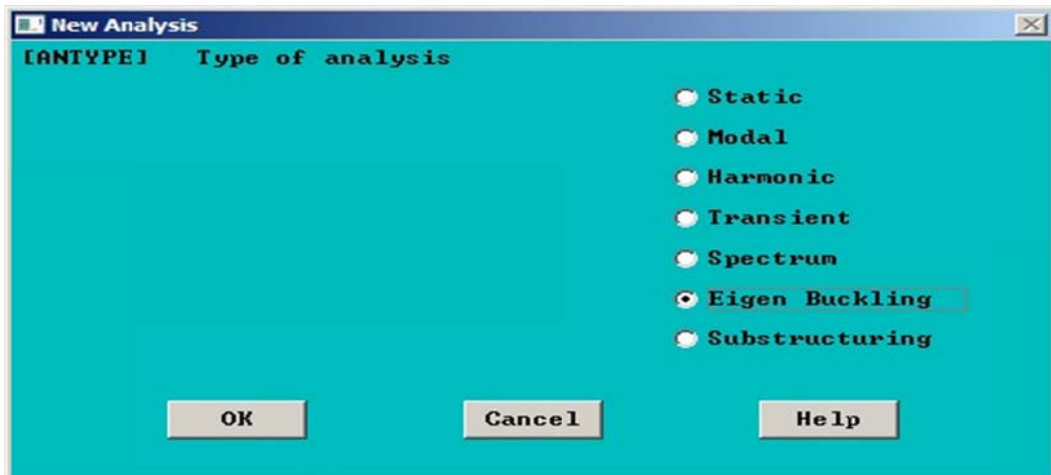 New Analysis
[ANTYPE] Type of analysis
Static
Modal
Harmonic
Transient
Spectrum
Eigen Buckling
Substructuring
OK Cancel Help